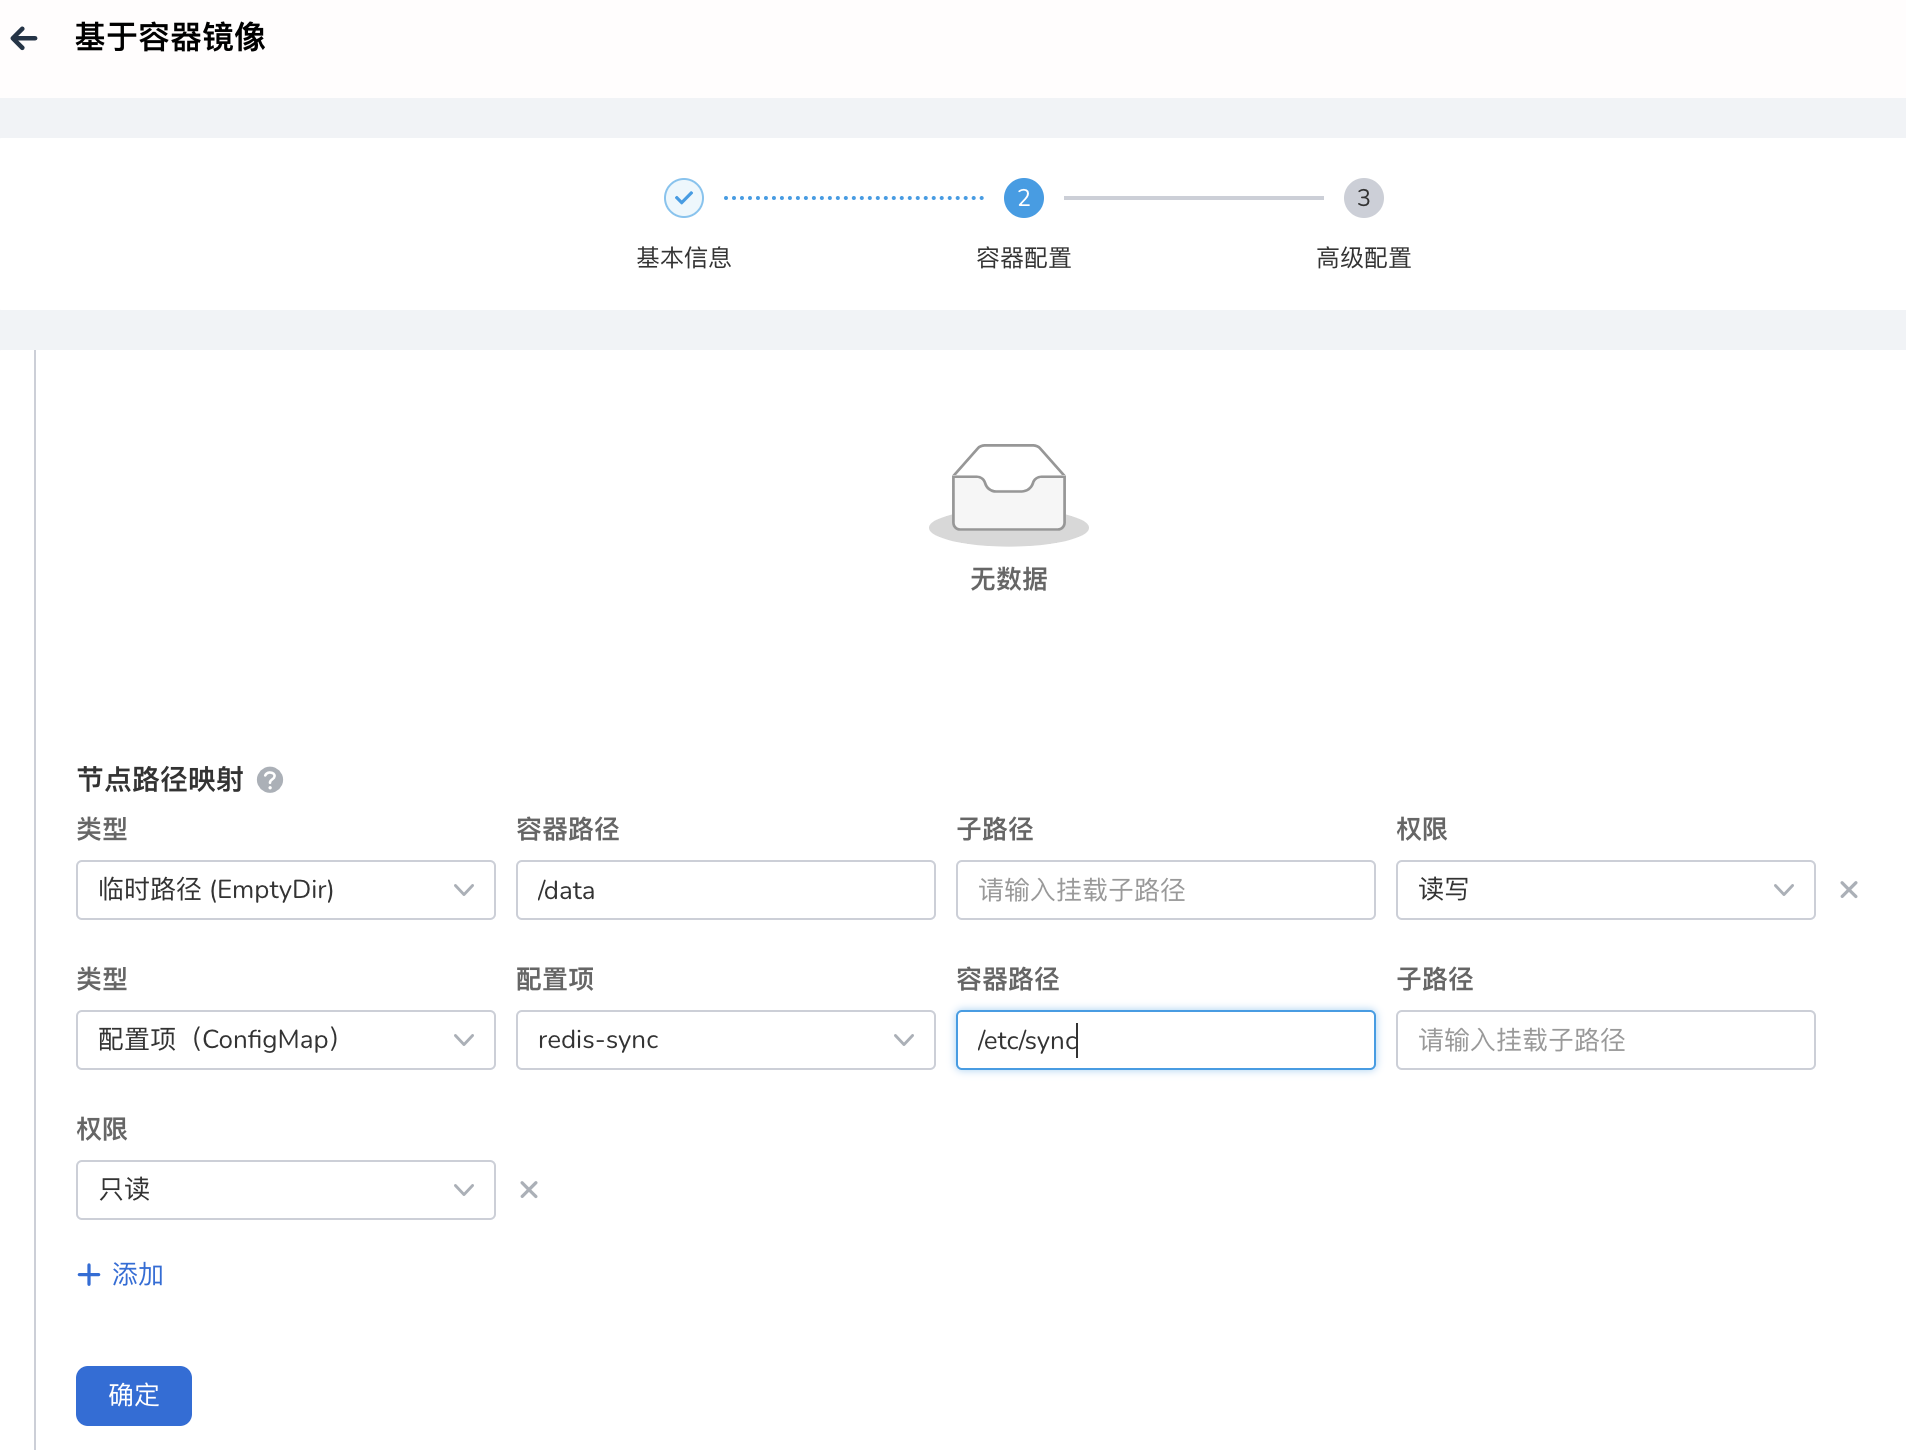 基于容器镜像
2
3
基本信息
容器配置
高级配置
无数据
节点路径映射 ?
类型
容器路径
子路径
权限
临时路径 (EmptyDir)
/data
请输入挂载子路径
读写
类型
配置项
容器路径
子路径
配置项（ConfigMap）
redis-sync
/etc/sync
请输入挂载子路径
权限
只读
添加
确定